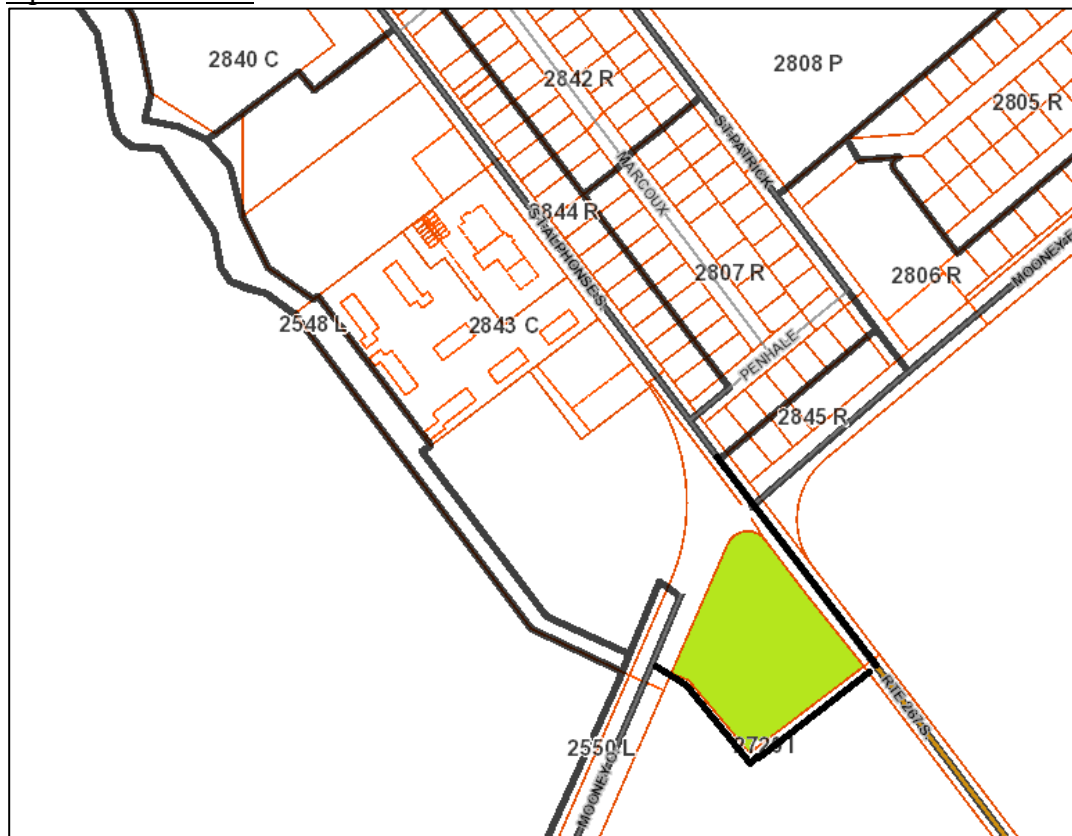 2840 C
2808 P
2842 R
2805 R
ST-PATRICK
MARCOUX
2844 R
ST-ALPHONSE S
2807 R
2806 R
MOONEY E
2548 L
2843 C
PENHALE
2845 R
RTE 267 S
2550 L
MOONEY O